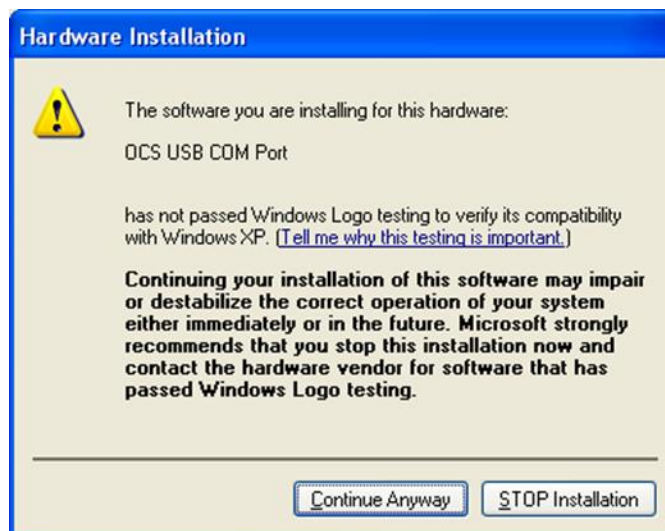 Hardware Installation
The software you are installing for this hardware:
OCS USB COM Port
has not passed Windows Logo testing to verify its compatibility
with Windows XP. (Tell me why this testing is important.)
Continuing your installation of this software may impair
or destabilize the correct operation of your system
either immediately or in the future. Microsoft strongly
recommends that you stop this installation now and
contact the hardware vendor for software that has
passed Windows Logo testing.
Continue Anyway STOP Installation